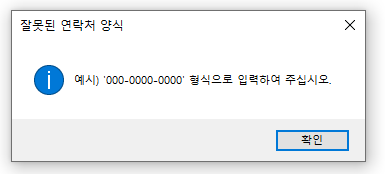 잘못된 연락처 양식
예시) '000-0000-0000' 형식으로 입력하여 주십시오.
확인